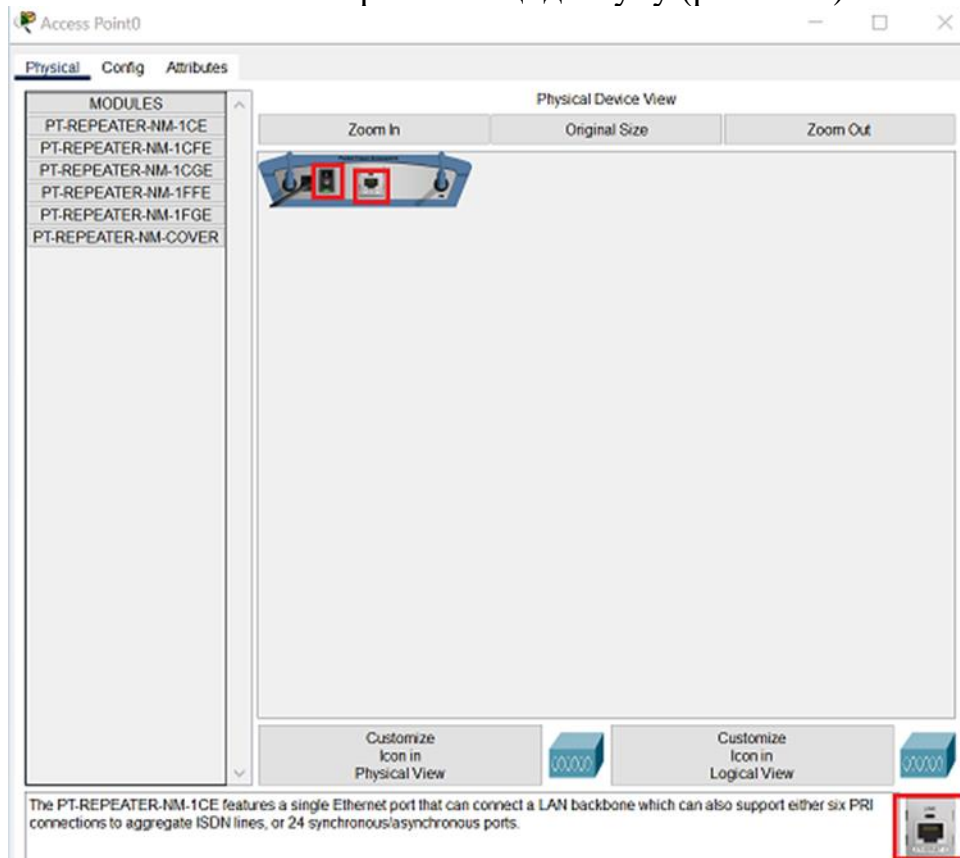 Access Point0
Physical Config Attributes
MODULES
PT-REPEATER-NM-1CE
PT-REPEATER-NM-1CFE
PT-REPEATER-NM-1CGE
PT-REPEATER-NM-1FFE
PT-REPEATER-NM-1FGE
PT-REPEATER-NM-COVER
Physical Device View
Zoom In
Original Size
Zoom Out
Customize
Icon in
Physical View
Customize
Icon in
Logical View
The PT-REPEATER-NM-1CE features a single Ethernet port that can connect a LAN backbone which can also support either six PRI
connections to aggregate ISDN lines, or 24 synchronous/asynchronous ports.